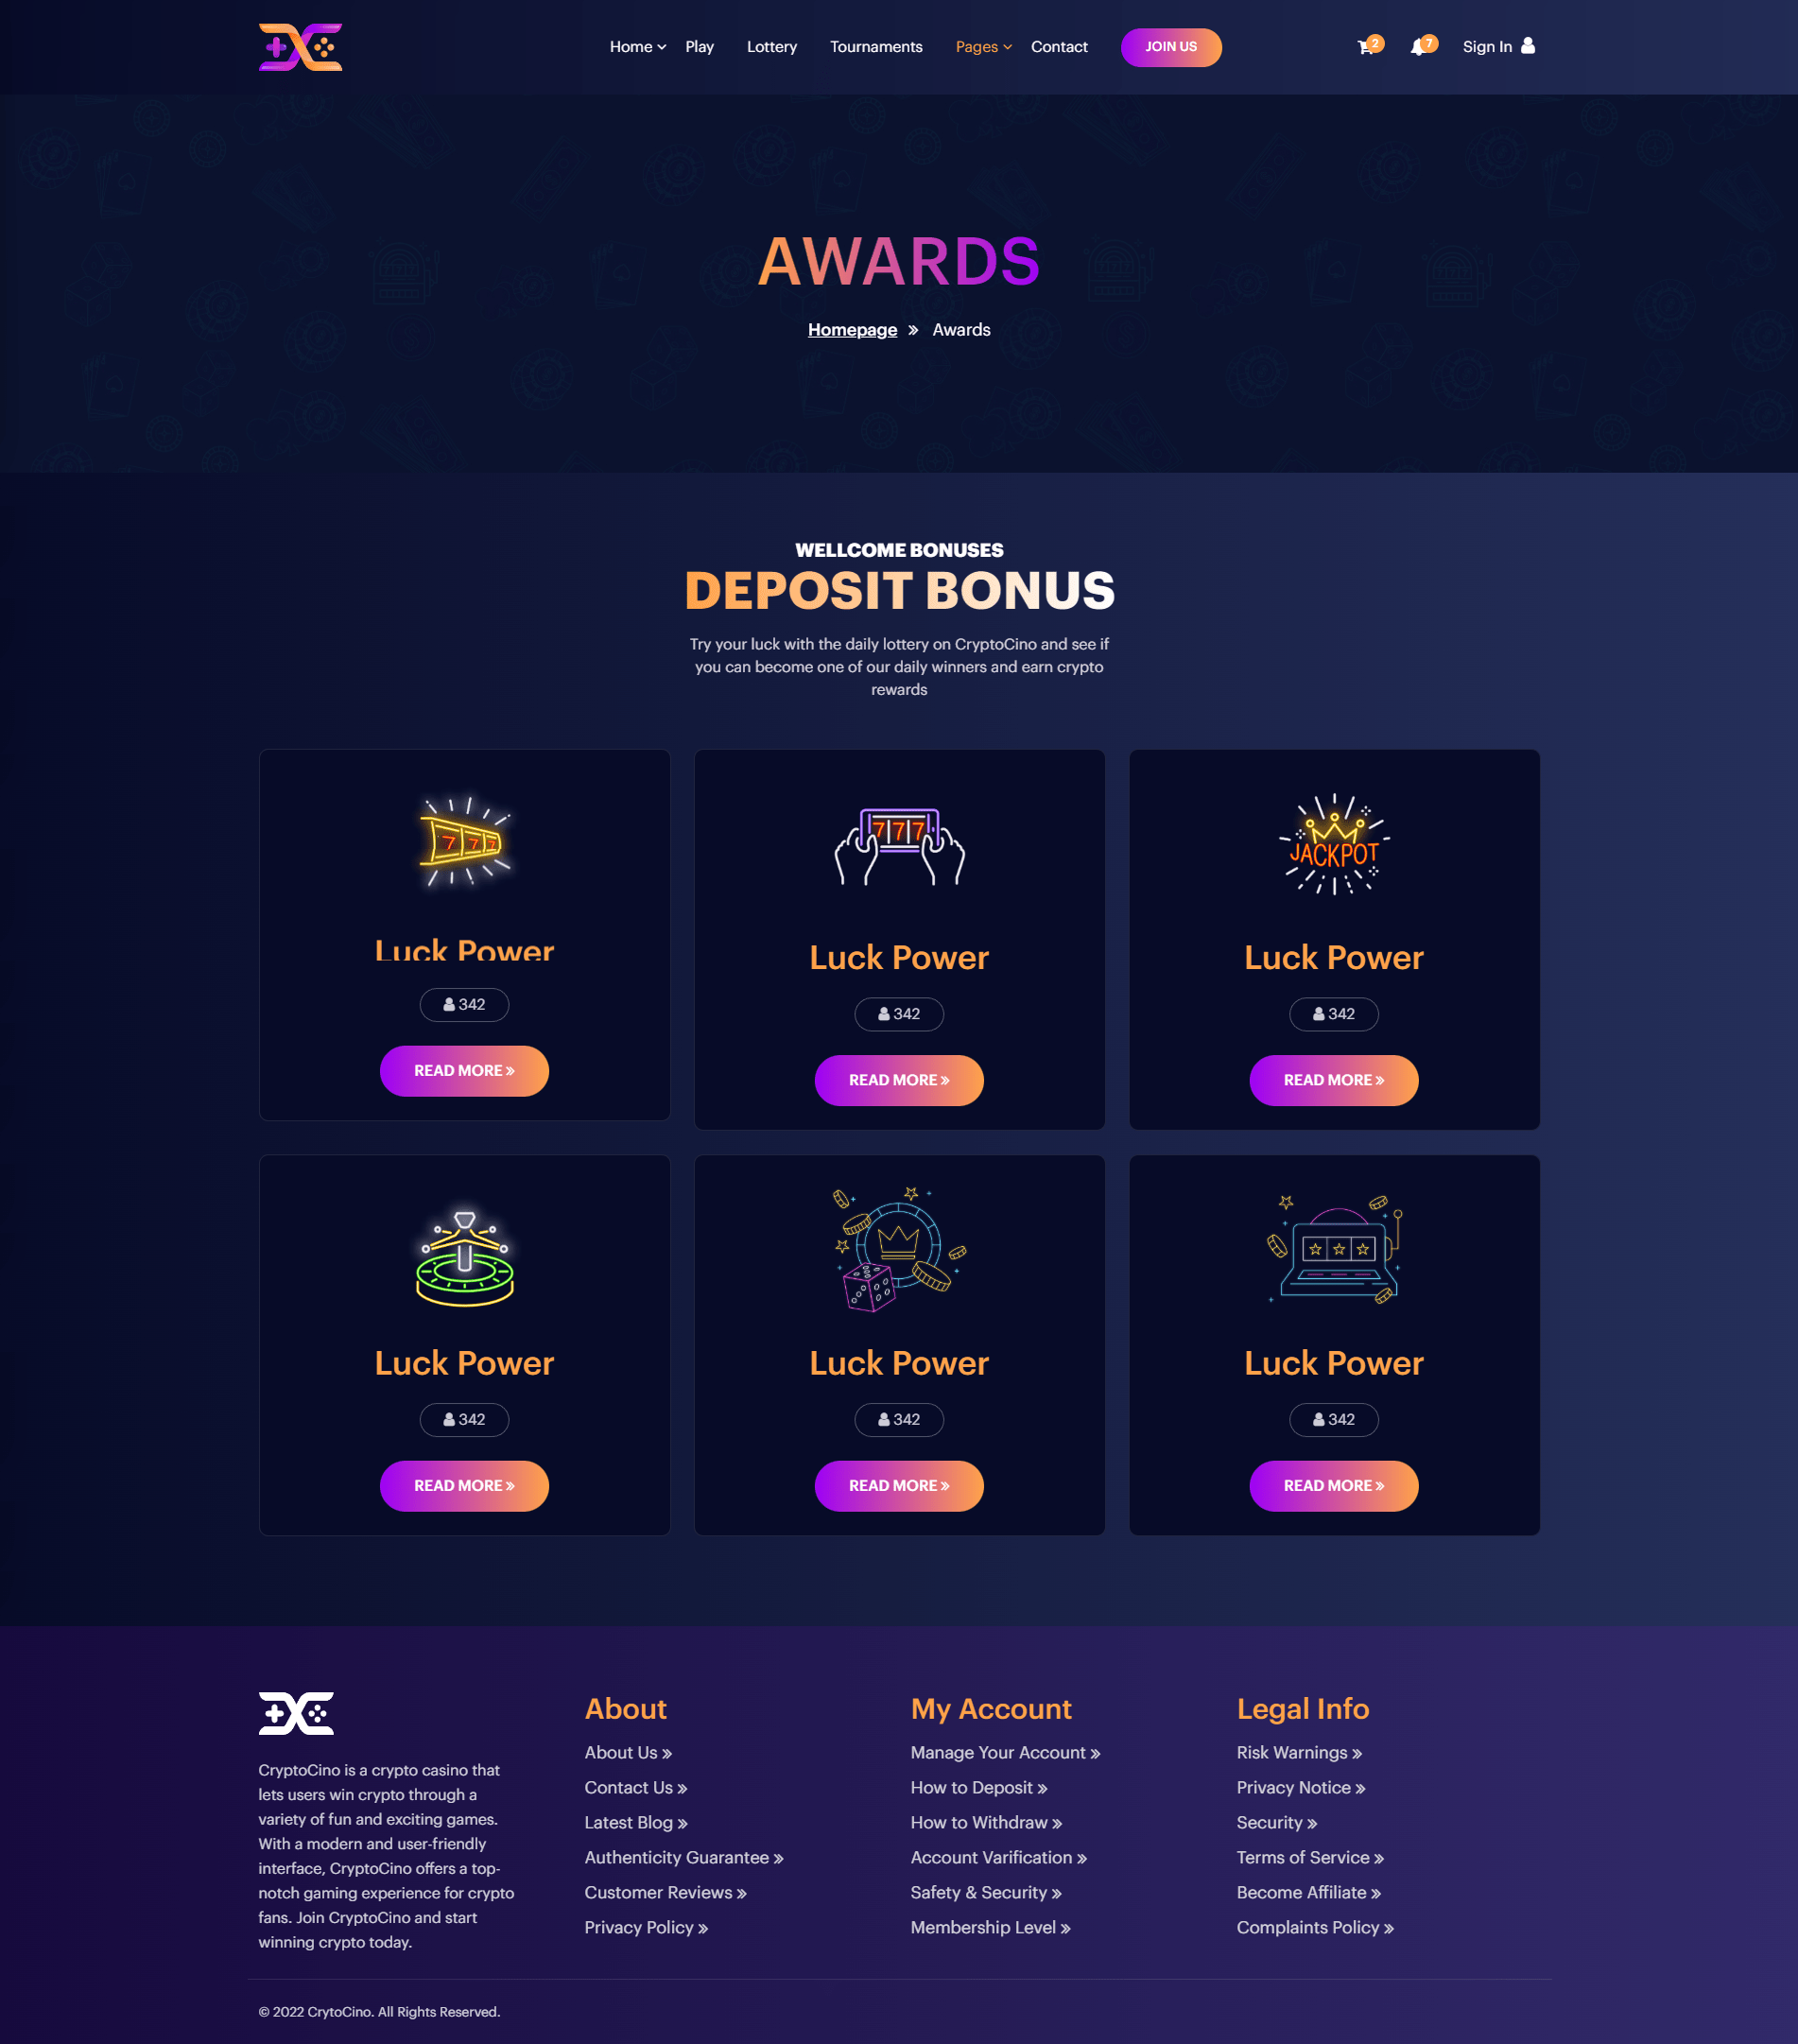 Home Play Lottery Tournaments Pages Contact JOIN US 2 7 Sign In
AWARDS
Homepage » Awards
WELLCOME BONUSES
DEPOSIT BONUS
Try your luck with the daily lottery on CryptoCino and see if
you can become one of our daily winners and earn crypto
rewards
7 7 7
777
JACKPOT
Luck Power
342
READ MORE »
Luck Power
342
READ MORE »
Luck Power
342
READ MORE »
Luck Power
342
READ MORE »
Luck Power
342
READ MORE »
Luck Power
342
READ MORE »
CryptoCino is a crypto casino that
lets users win crypto through a
variety of fun and exciting games.
With a modern and user-friendly
interface, CryptoCino offers a top-
notch gaming experience for crypto
fans. Join CryptoCino and start
winning crypto today.
About
About Us »
Contact Us »
Latest Blog »
Authenticity Guarantee »
Customer Reviews »
Privacy Policy »
My Account
Manage Your Account »
How to Deposit »
How to Withdraw »
Account Varification »
Safety & Security »
Membership Level »
Legal Info
Risk Warnings »
Privacy Notice »
Security »
Terms of Service »
Become Affiliate »
Complaints Policy »
© 2022 CrytoCino. All Rights Reserved.